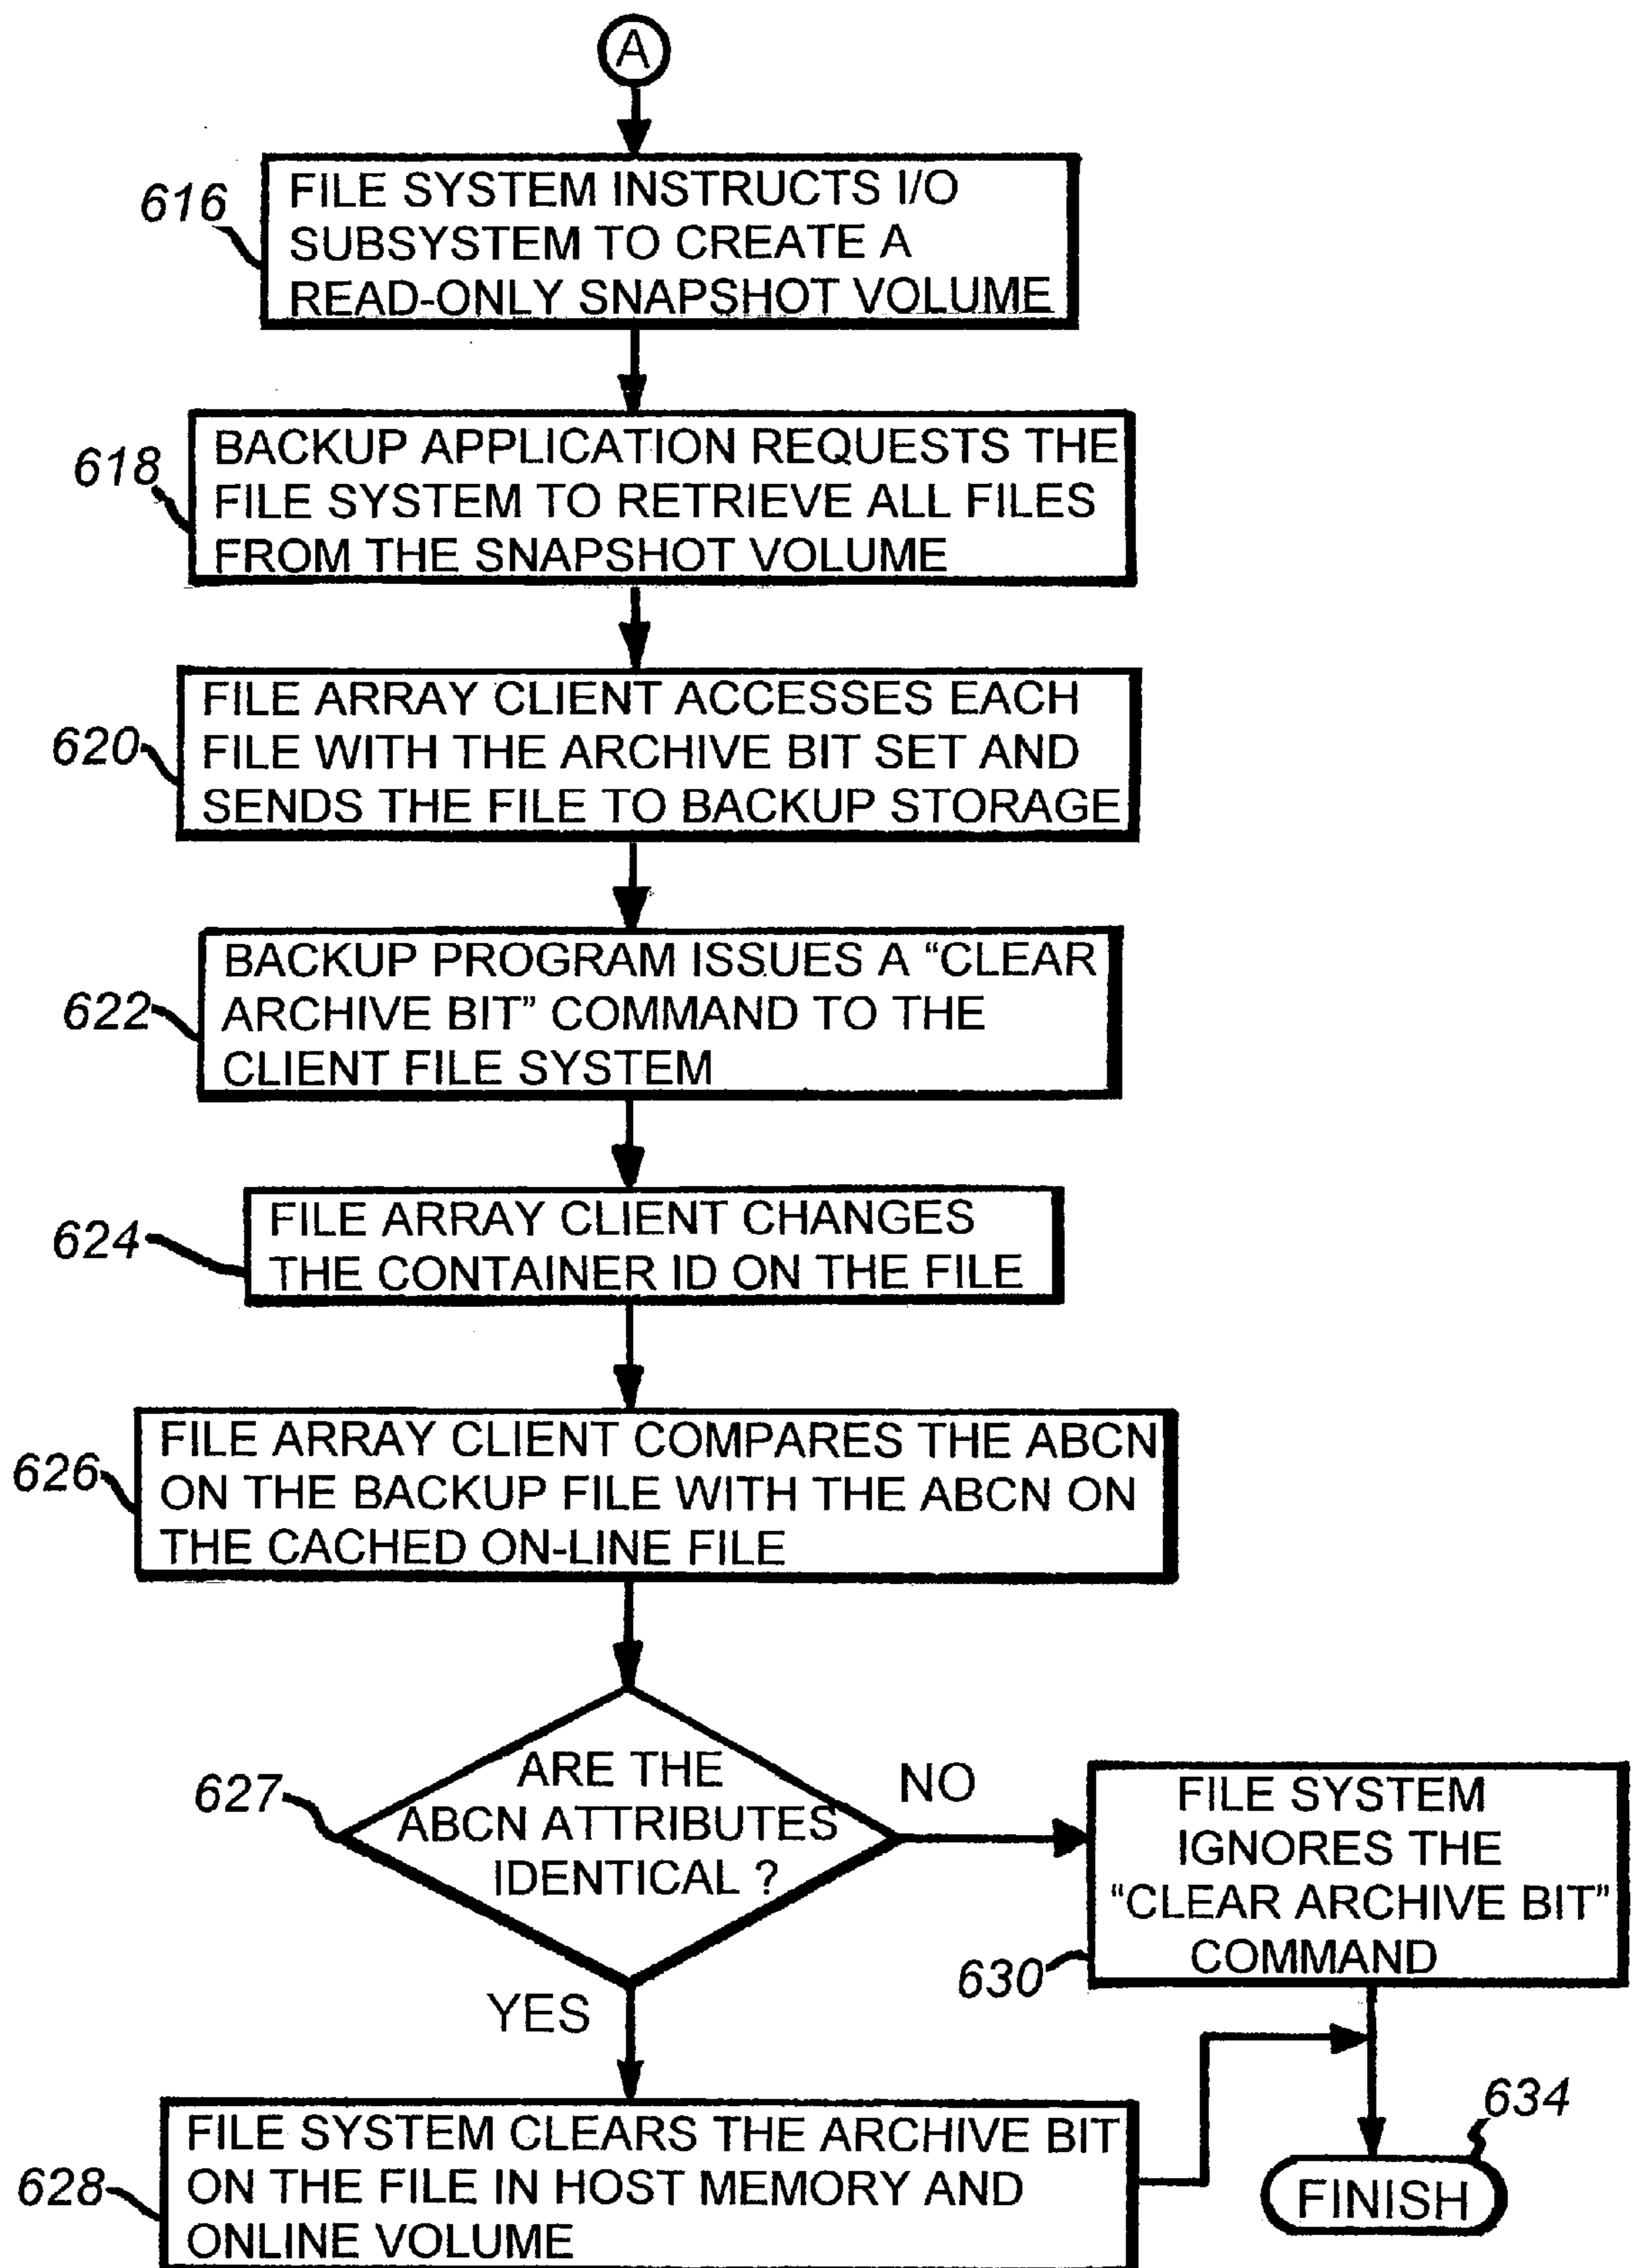 A
616
FILE SYSTEM INSTRUCTS I/O
SUBSYSTEM TO CREATE A
READ-ONLY SNAPSHOT VOLUME
618
BACKUP APPLICATION REQUESTS THE
FILE SYSTEM TO RETRIEVE ALL FILES
FROM THE SNAPSHOT VOLUME
620
FILE ARRAY CLIENT ACCESSES EACH
FILE WITH THE ARCHIVE BIT SET AND
SENDS THE FILE TO BACKUP STORAGE
622
BACKUP PROGRAM ISSUES A “CLEAR
ARCHIVE BIT” COMMAND TO THE
CLIENT FILE SYSTEM
624
FILE ARRAY CLIENT CHANGES
THE CONTAINER ID ON THE FILE
626
FILE ARRAY CLIENT COMPARES THE ABCN
ON THE BACKUP FILE WITH THE ABCN ON
THE CACHED ON-LINE FILE
627
ARE THE
ABCN ATTRIBUTES
IDENTICAL ?
NO
YES
FILE SYSTEM
IGNORES THE
“CLEAR ARCHIVE BIT”
COMMAND
630
628
FILE SYSTEM CLEARS THE ARCHIVE BIT
ON THE FILE IN HOST MEMORY AND
ONLINE VOLUME
634
FINISH